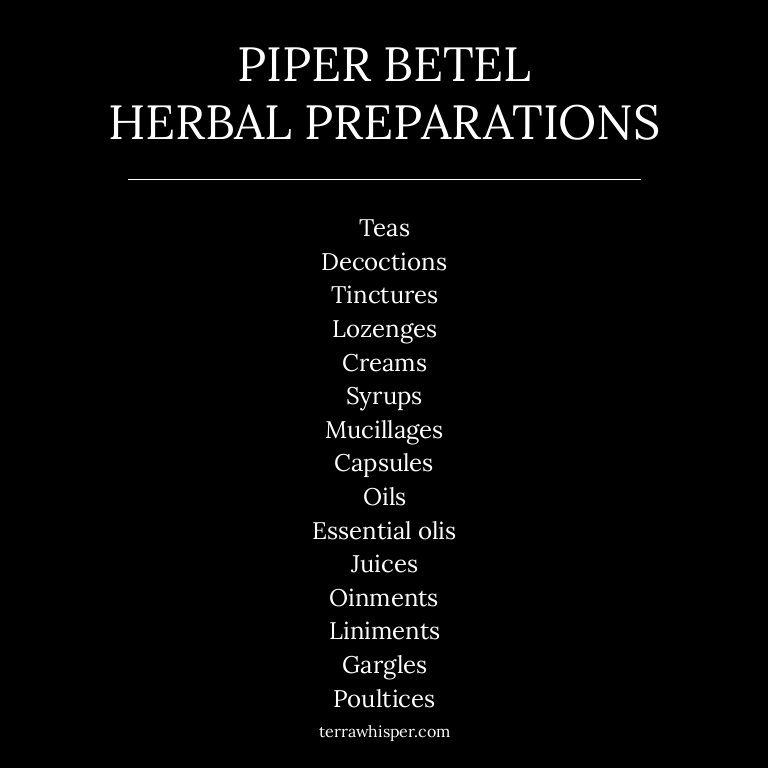 PIPER BETEL
HERBAL PREPARATIONS
Teas
Decoctions
Tinctures
Lozenges
Creams
Syrups
Mucillages
Capsules
Oils
Essential olis
Juices
Oinments
Liniments
Gargles
Poultices
terrawhisper.com